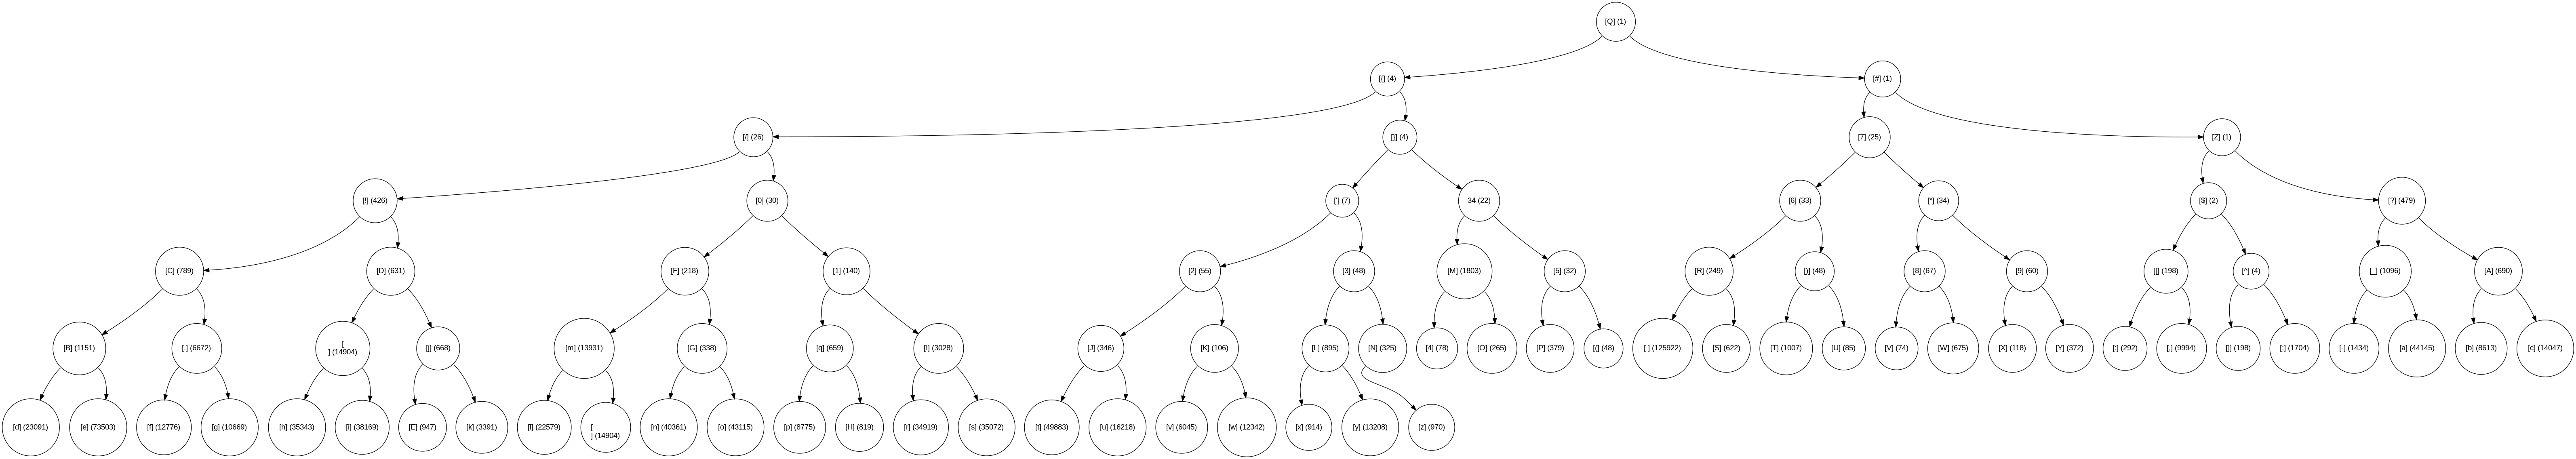 [Q] (1)
[(] (4)
[#] (1)
[/] (26)
[}] (4)
[7] (25)
[Z] (1)
[!] (426)
[0] (30)
['] (7)
34 (22)
[6] (33)
[*] (34)
[$] (2)
[?] (479)
[C] (789)
[D] (631)
[F] (218)
[1] (140)
[2] (55)
[3] (48)
[M] (1803)
[5] (32)
[R] (249)
[)] (48)
[8] (67)
[9] (60)
[[] (198)
[^] (4)
[_] (1096)
[A] (690)
[B] (1151)
[.] (6672)
[
] (14904)
[j] (668)
[m] (13931)
[G] (338)
[q] (659)
[I] (3028)
[J] (346)
[K] (106)
[L] (895)
[N] (325)
[4] (78)
[O] (265)
[P] (379)
[(] (48)
[ ] (125922)
[S] (622)
[T] (1007)
[U] (85)
[V] (74)
[W] (675)
[X] (118)
[Y] (372)
[:] (292)
[,] (9994)
[]] (198)
[;] (1704)
[-] (1434)
[a] (44145)
[b] (8613)
[c] (14047)
[d] (23091)
[e] (73503)
[f] (12776)
[g] (10669)
[h] (35343)
[i] (38169)
[E] (947)
[k] (3391)
[l] (22579)
[
] (14904)
[n] (40361)
[o] (43115)
[p] (8775)
[H] (819)
[r] (34919)
[s] (35072)
[t] (49883)
[u] (16218)
[v] (6045)
[w] (12342)
[x] (914)
[y] (13208)
[z] (970)